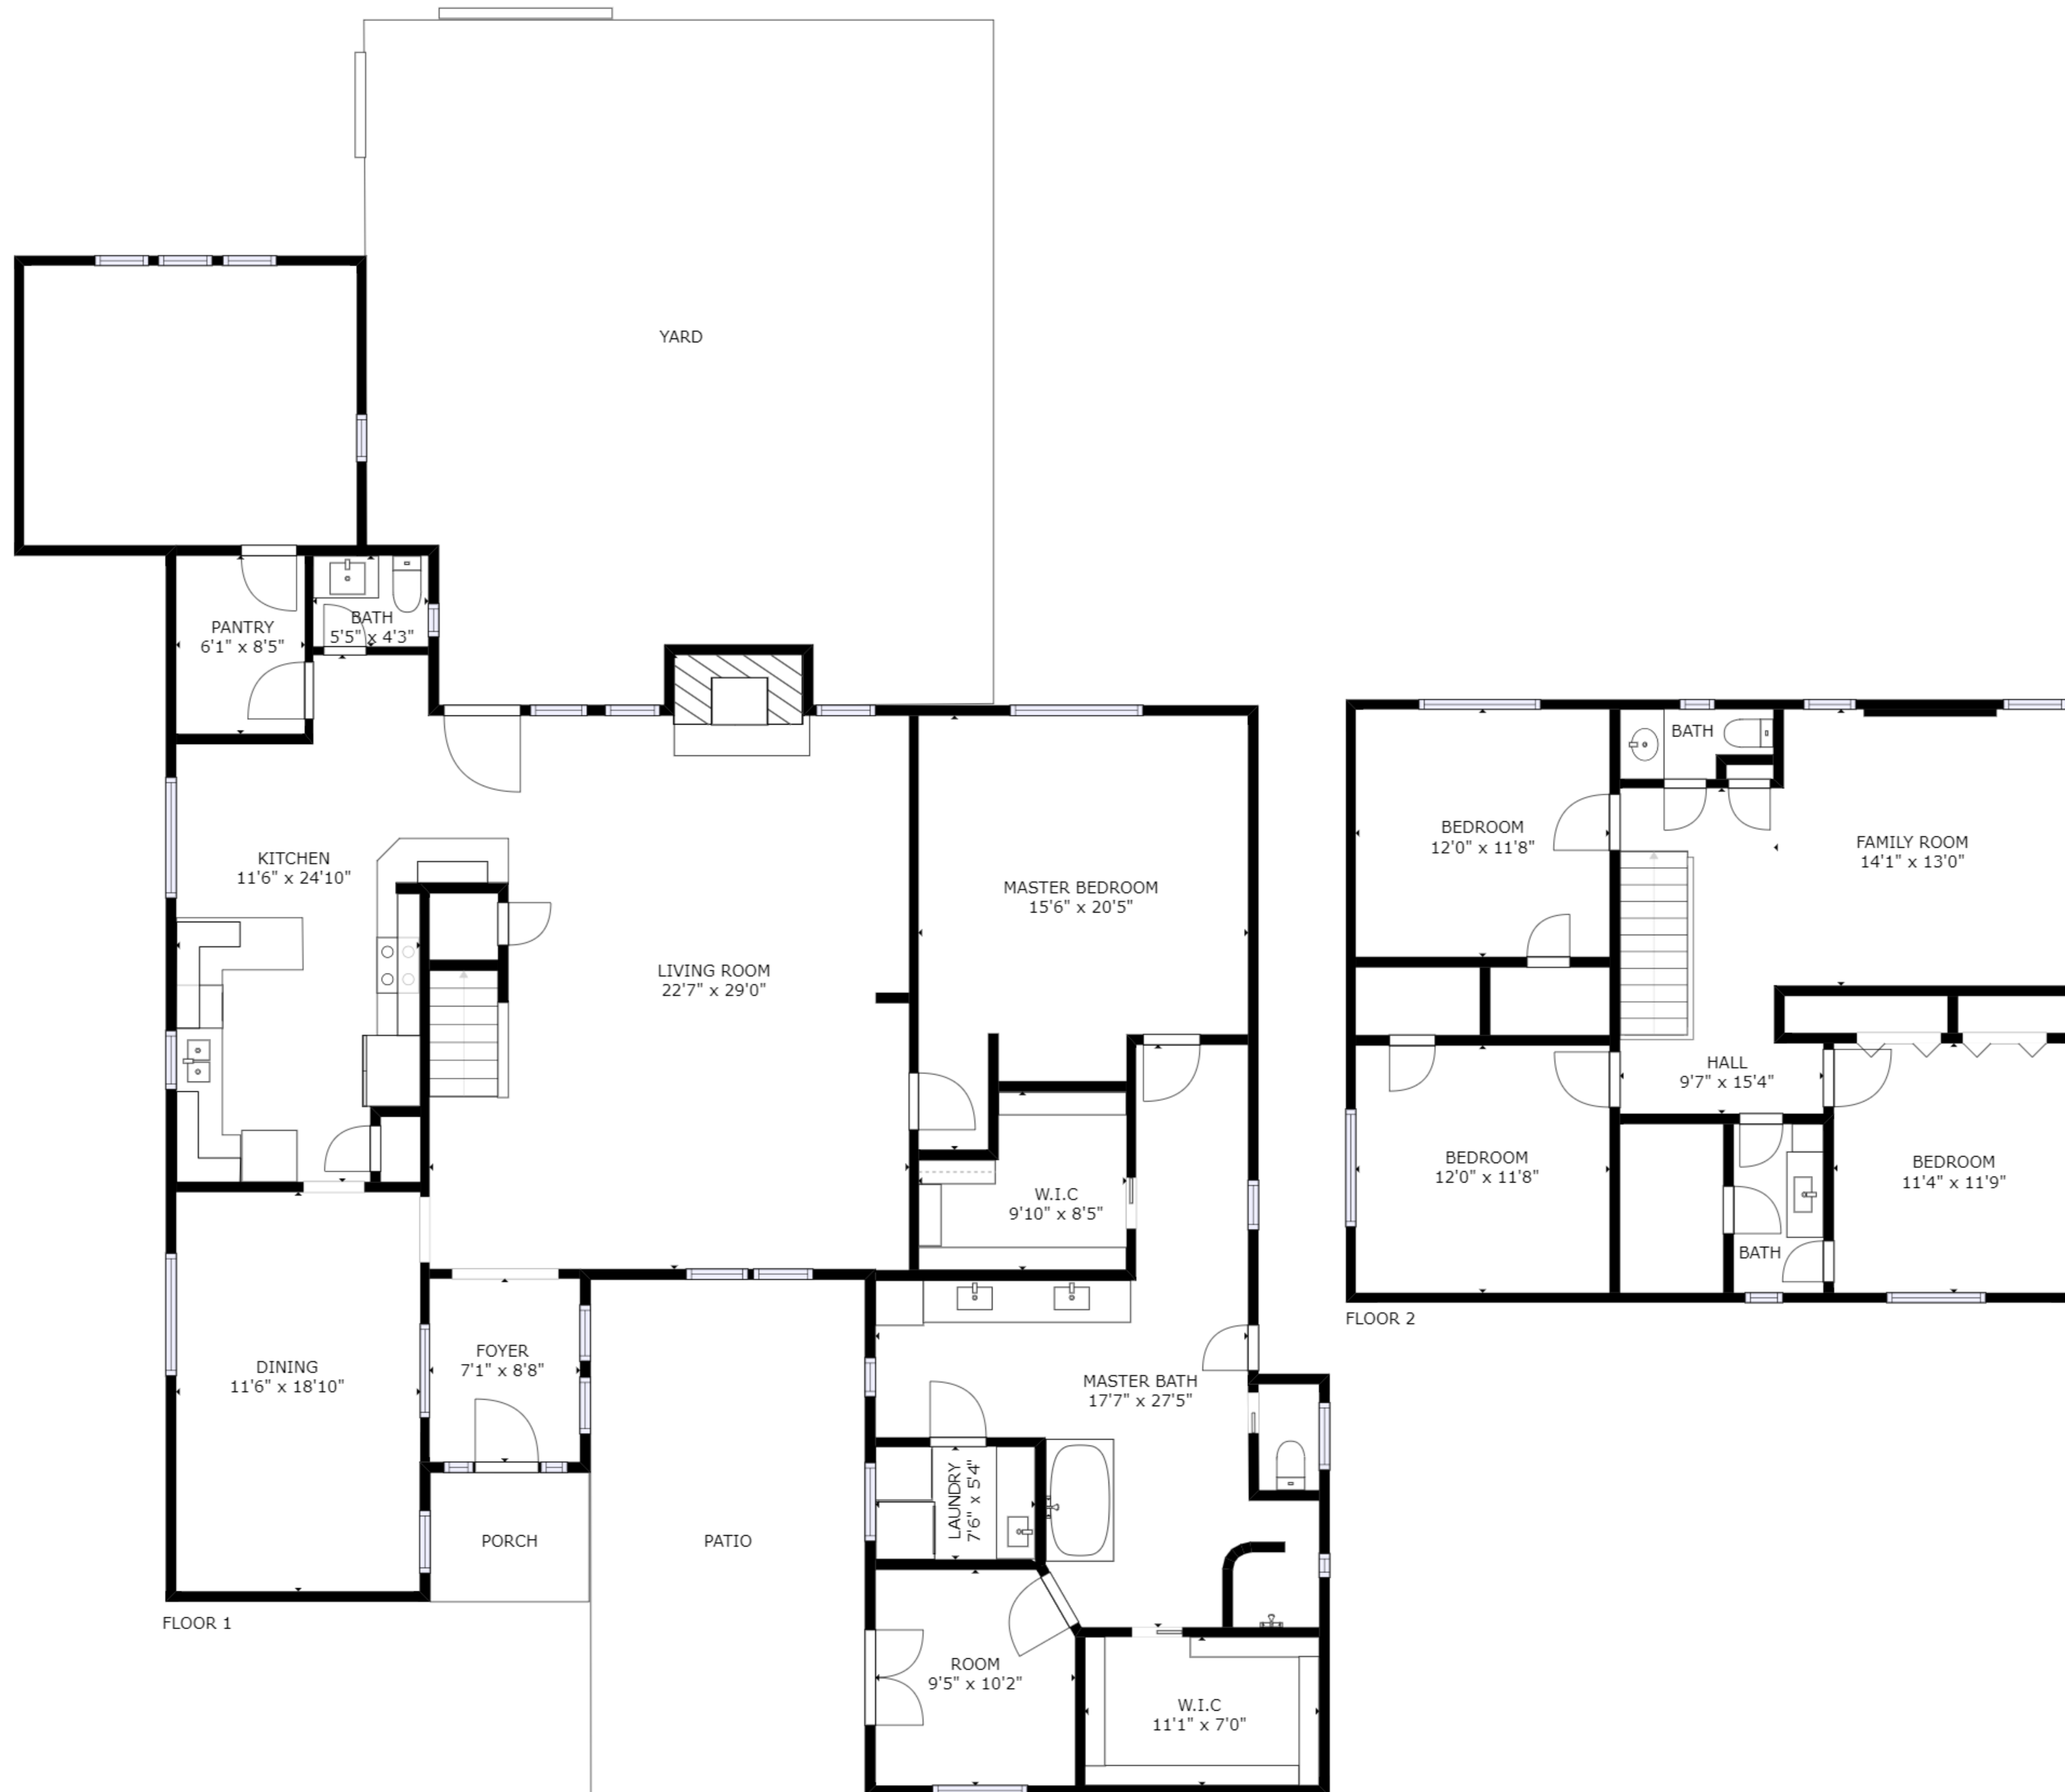 YARD
PANTRY
6'1" x 8'5"
BATH
5'5" x 4'3"
KITCHEN
11'6" x 24'10"
LIVING ROOM
22'7" x 29'0"
MASTER BEDROOM
15'6" x 20'5"
W.I.C
9'10" x 8'5"
DINING
11'6" x 18'10"
FOYER
7'1" x 8'8"
MASTER BATH
17'7" x 27'5"
LAUNDRY
7'6" x 5'4"
PORCH
PATIO
ROOM
9'5" x 10'2"
W.I.C
11'1" x 7'0"
FLOOR 1
BATH
BEDROOM
12'0" x 11'8"
FAMILY ROOM
14'1" x 13'0"
HALL
9'7" x 15'4"
BEDROOM
12'0" x 11'8"
BEDROOM
11'4" x 11'9"
BATH
FLOOR 2